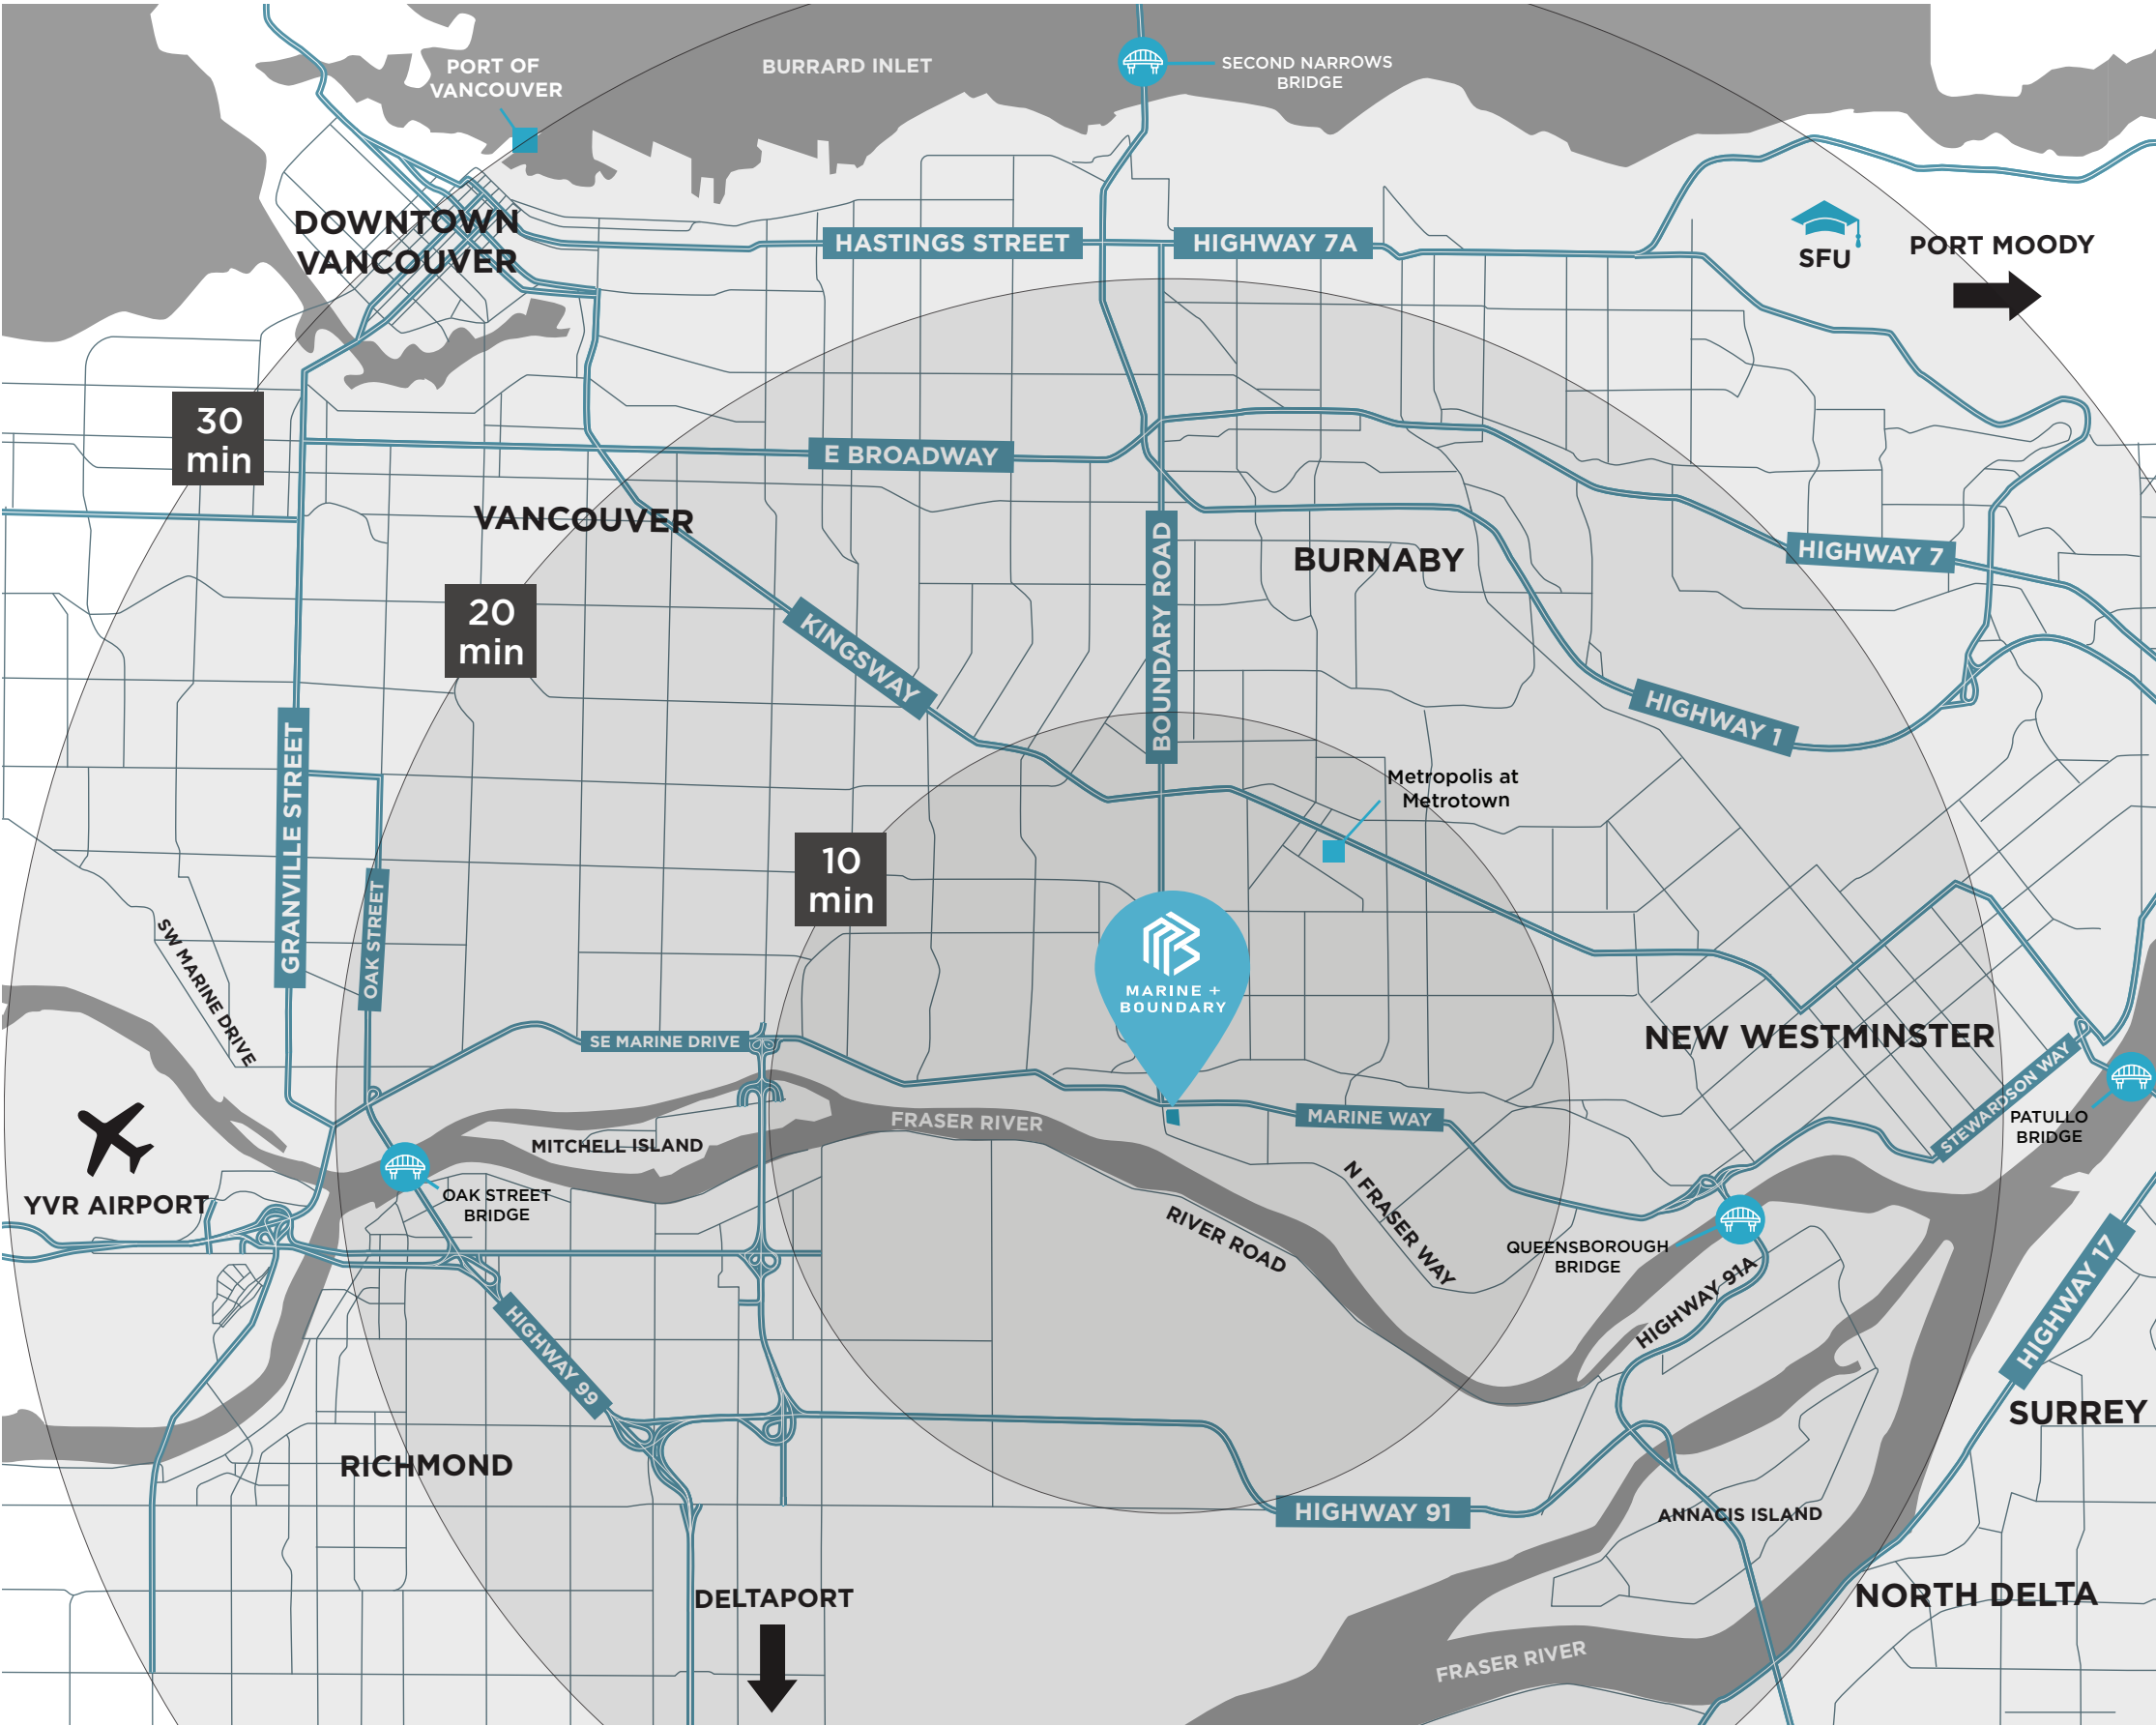 PORT OF
VANCOUVER
BURRARD INLET
SECOND NARROWS
BRIDGE
DOWNTOWN
VANCOUVER
HASTINGS STREET
HIGHWAY 7A
SFU
PORT MOODY
30
min
E BROADWAY
VANCOUVER
BOUNDARY ROAD
BURNABY
HIGHWAY 7
20
min
KINGSWAY
HIGHWAY 1
GRANVILLE STREET
Metropolis at
Metrotown
10
min
OAK STREET
SW MARINE DRIVE
MARINE +
BOUNDARY
SE MARINE DRIVE
NEW WESTMINSTER
STEWARDSON WAY
PATULLO
BRIDGE
FRASER RIVER
MARINE WAY
MITCHELL ISLAND
YVR AIRPORT
OAK STREET
BRIDGE
N FRASER WAY
RIVER ROAD
QUEENSBOROUGH
BRIDGE
HIGHWAY 91A
HIGHWAY 17
HIGHWAY 99
SURREY
RICHMOND
HIGHWAY 91
ANNACIS ISLAND
DELTAPORT
NORTH DELTA
FRASER RIVER